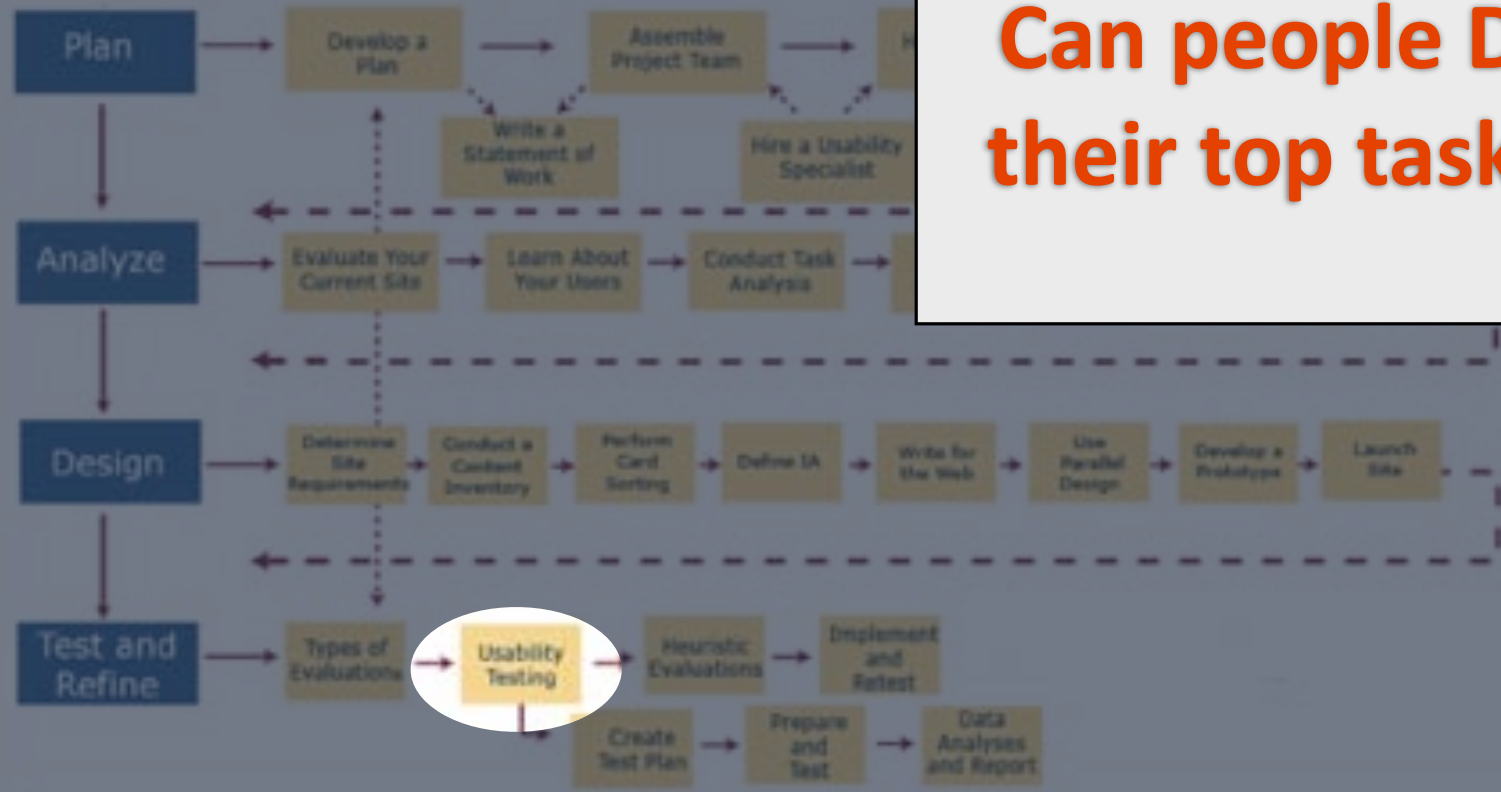 Can people D
their top task
Plan
Develop a
Plan
Assemble
Project Team
H
Write a
Statement of
Work
Hire a Usability
Specialist
Analyze
Evaluate Your
Current Site
Learn About
Your Users
Conduct Task
Analysis
Design
Determine
Site
Requirements
Conduct a
Content
Inventory
Perform
Card
Sorting
Define IA
Write for
the Web
Use
Parallel
Design
Develop a
Prototype
Launch
Site
Test and
Refine
Types of
Evaluations
Usability
Testing
Heuristic
Evaluations
Implement
and
Retest
Create
Test Plan
Prepare
and
Test
Data
Analyses
and Report